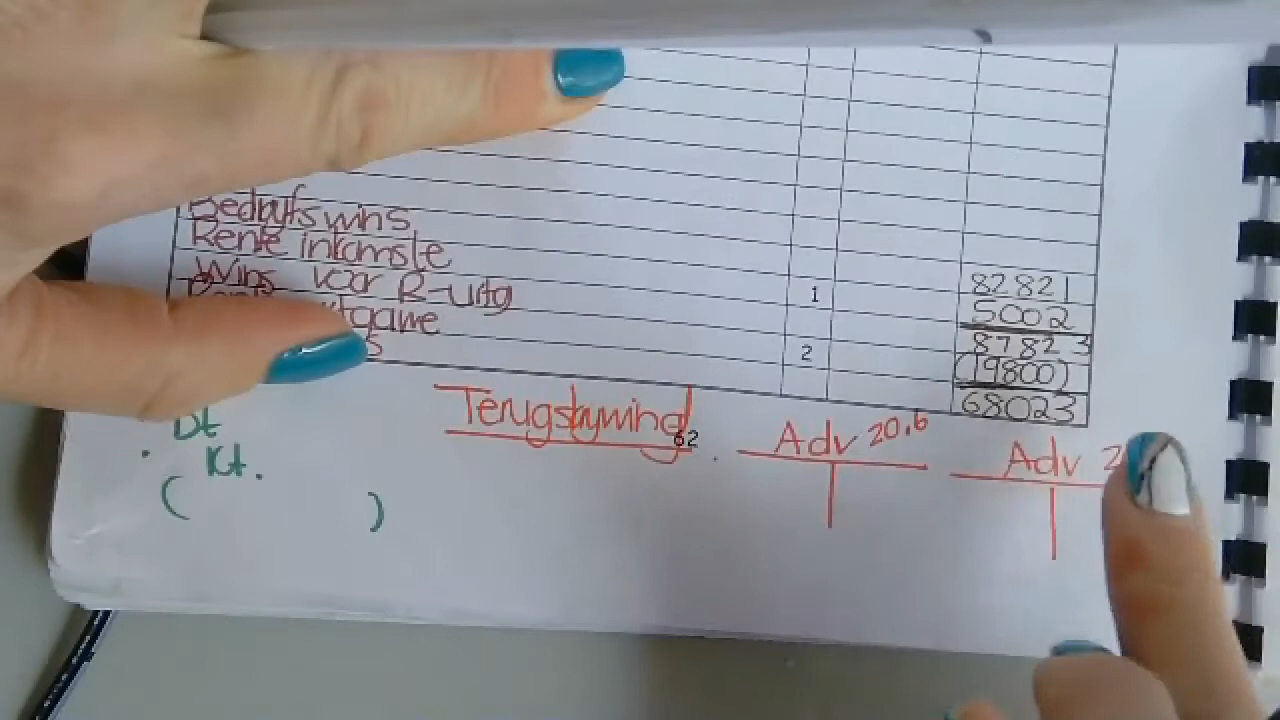 Bedryfswins
Rente inkomste
Wins voor R-uitg
1
2
82821
5002
87823
(19800)
68023
Terugskrywing
62
Adv 20.6
Adv
Dt
Kt.
( )